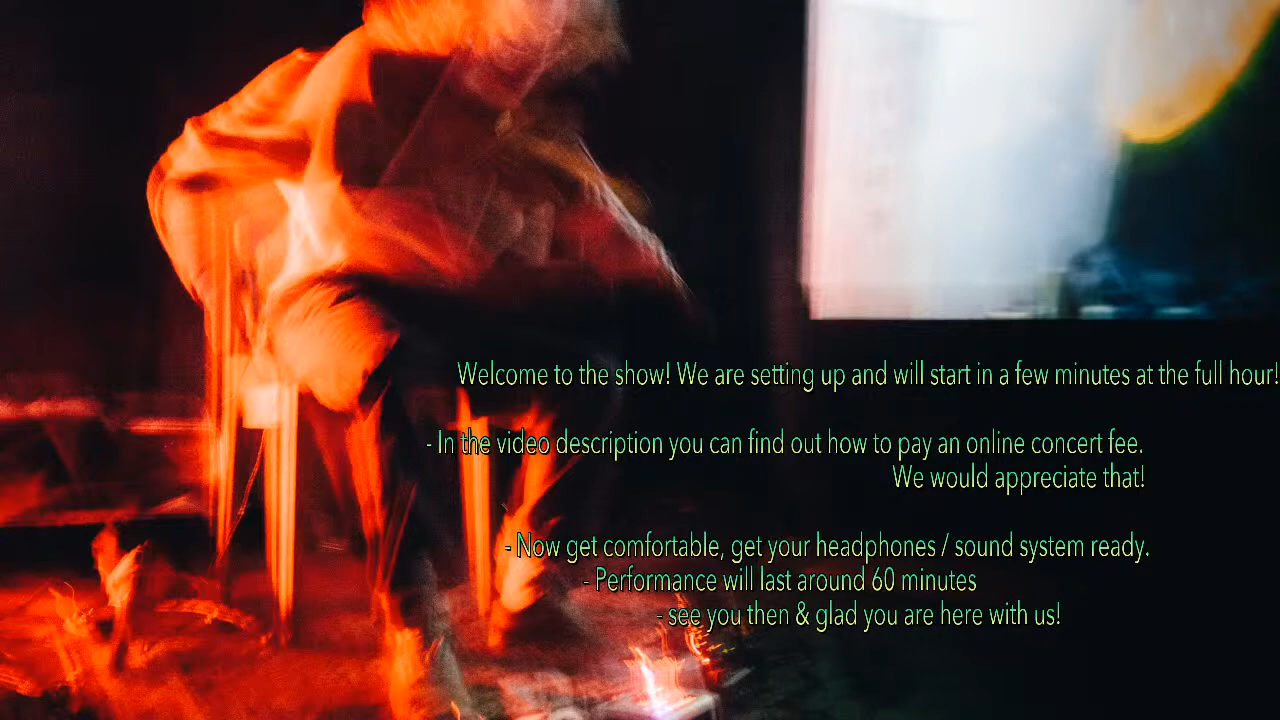 Welcome to the show! We are setting up and will start in a few minutes at the full hour!
- In the video description you can find out how to pay an online concert fee.
We would appreciate that!
- Now get comfortable, get your headphones / sound system ready.
- Performance will last around 60 minutes
- see you then & glad you are here with us!